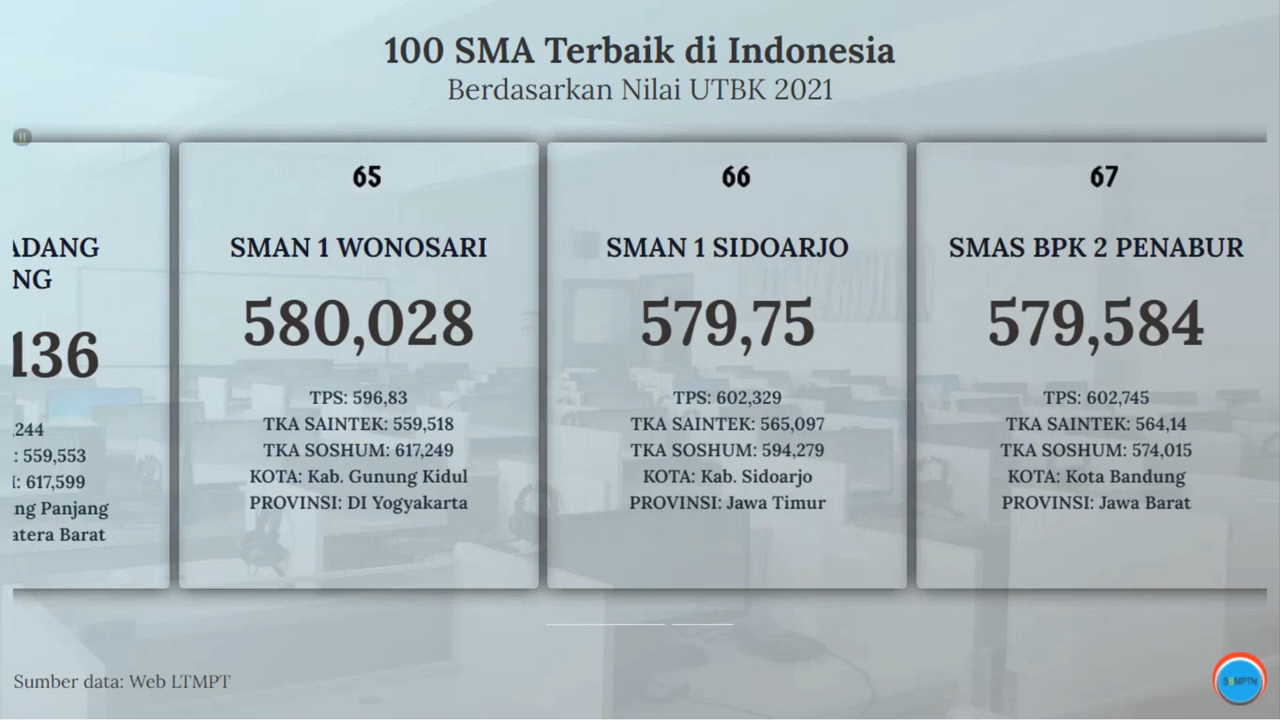 100 SMA Terbaik di Indonesia
Berdasarkan Nilai UTBK 2021
ADANG
NG
136
,244
: 559,553
: 617,599
ng Panjang
atera Barat
65
SMAN 1 WONOSARI
580,028
TPS: 596,83
TKA SAINTEK: 559,518
TKA SOSHUM: 617,249
KOTA: Kab. Gunung Kidul
PROVINSI: DI Yogyakarta
66
SMAN 1 SIDOARJO
579,75
TPS: 602,329
TKA SAINTEK: 565,097
TKA SOSHUM: 594,279
KOTA: Kab. Sidoarjo
PROVINSI: Jawa Timur
67
SMAS BPK 2 PENABUR
579,584
TPS: 602,745
TKA SAINTEK: 564,14
TKA SOSHUM: 574,015
KOTA: Kota Bandung
PROVINSI: Jawa Barat
Sumber data: Web LTMPT